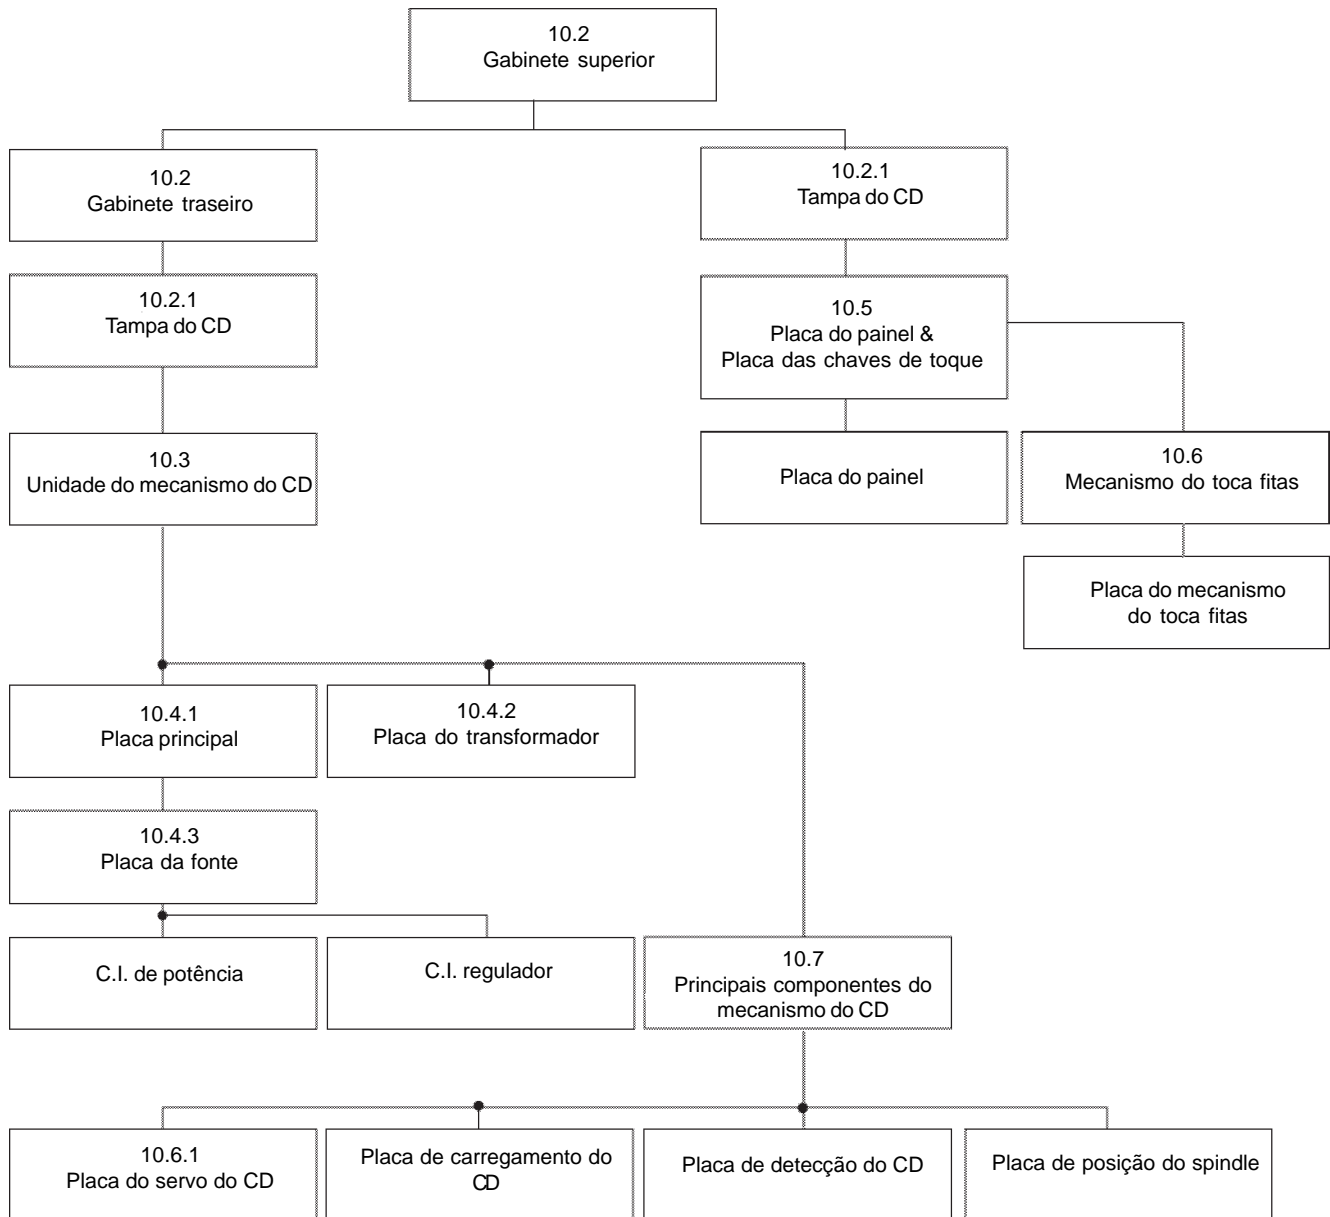 10.2
Gabinete superior
10.2
Gabinete traseiro
10.2.1
Tampa do CD
10.2.1
Tampa do CD
10.5
Placa do painel &
Placa das chaves de toque
10.3
Unidade do mecanismo do CD
Placa do painel
10.6
Mecanismo do toca fitas
Placa do mecanismo
do toca fitas
10.4.1
Placa principal
10.4.2
Placa do transformador
10.4.3
Placa da fonte
C.I. de potência
C.I. regulador
10.7
Principais componentes do
mecanismo do CD
10.6.1
Placa do servo do CD
Placa de carregamento do
CD
Placa de detecção do CD
Placa de posição do spindle